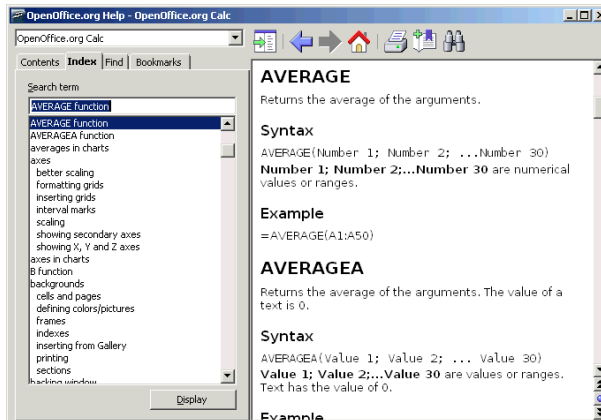 OpenOffice.org Help - OpenOffice.org Calc
OpenOffice.org Calc
Contents Index Find Bookmarks
Search term
AVERAGE function
AVERAGE function
AVERAGEA function
averages in charts
axes
better scaling
formatting grids
inserting grids
interval marks
scaling
showing secondary axes
showing X, Y and Z axes
axes in charts
B function
backgrounds
cells and pages
defining colors/pictures
frames
indexes
inserting from Gallery
printing
sections
backing window
Display
AVERAGE
Returns the average of the arguments.
Syntax
AVERAGE(Number 1; Number 2; ...Number 30)
Number 1; Number 2;...Number 30 are numerical
values or ranges.
Example
=AVERAGE(A1:A50)
AVERAGEA
Returns the average of the arguments. The value of a
text is 0.
Syntax
AVERAGEA(Value 1; Value 2; ... Value 30)
Value 1; Value 2;...Value 30 are values or ranges.
Text has the value of 0.
Example